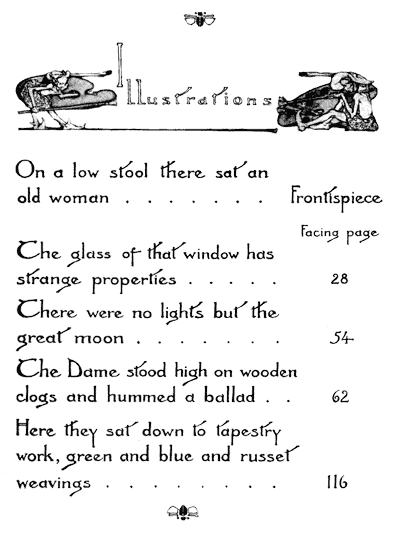 Illustrations
On a low stool there sat an
old woman . . . . . . . Frontispiece
Facing page
The glass of that window has
strange properties . . . . . 28
There were no lights but the
great moon . . . . . . . 54
The Dame stood high on wooden
clogs and hummed a ballad . . 62
Here they sat down to tapestry
work, green and blue and russet
weavings . . . . . . . . 116